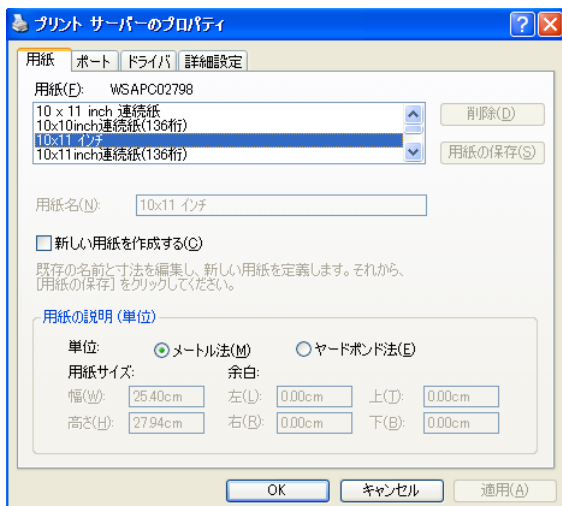 プリント サーバーのプロパティ
用紙 ポート ドライバ 詳細設定
用紙(F): WSAPC02798
10 x 11 inch 連続紙
10x10inch連続紙(136桁)
10x11 インチ
10x11inch連続紙(136桁)
削除(D)
用紙の保存(S)
用紙名(N): 10x11 インチ
新しい用紙を作成する(C)
既存の名前と寸法を編集し、新しい用紙を定義します。それから、
[用紙の保存] をクリックしてください。
用紙の説明 (単位)
単位: メートル法(M) ヤードポンド法(E)
用紙サイズ: 余白:
幅(W): 25.40cm 左(L): 0.00cm 上(T): 0.00cm
高さ(H): 27.94cm 右(R): 0.00cm 下(B): 0.00cm
OK キャンセル 適用(A)